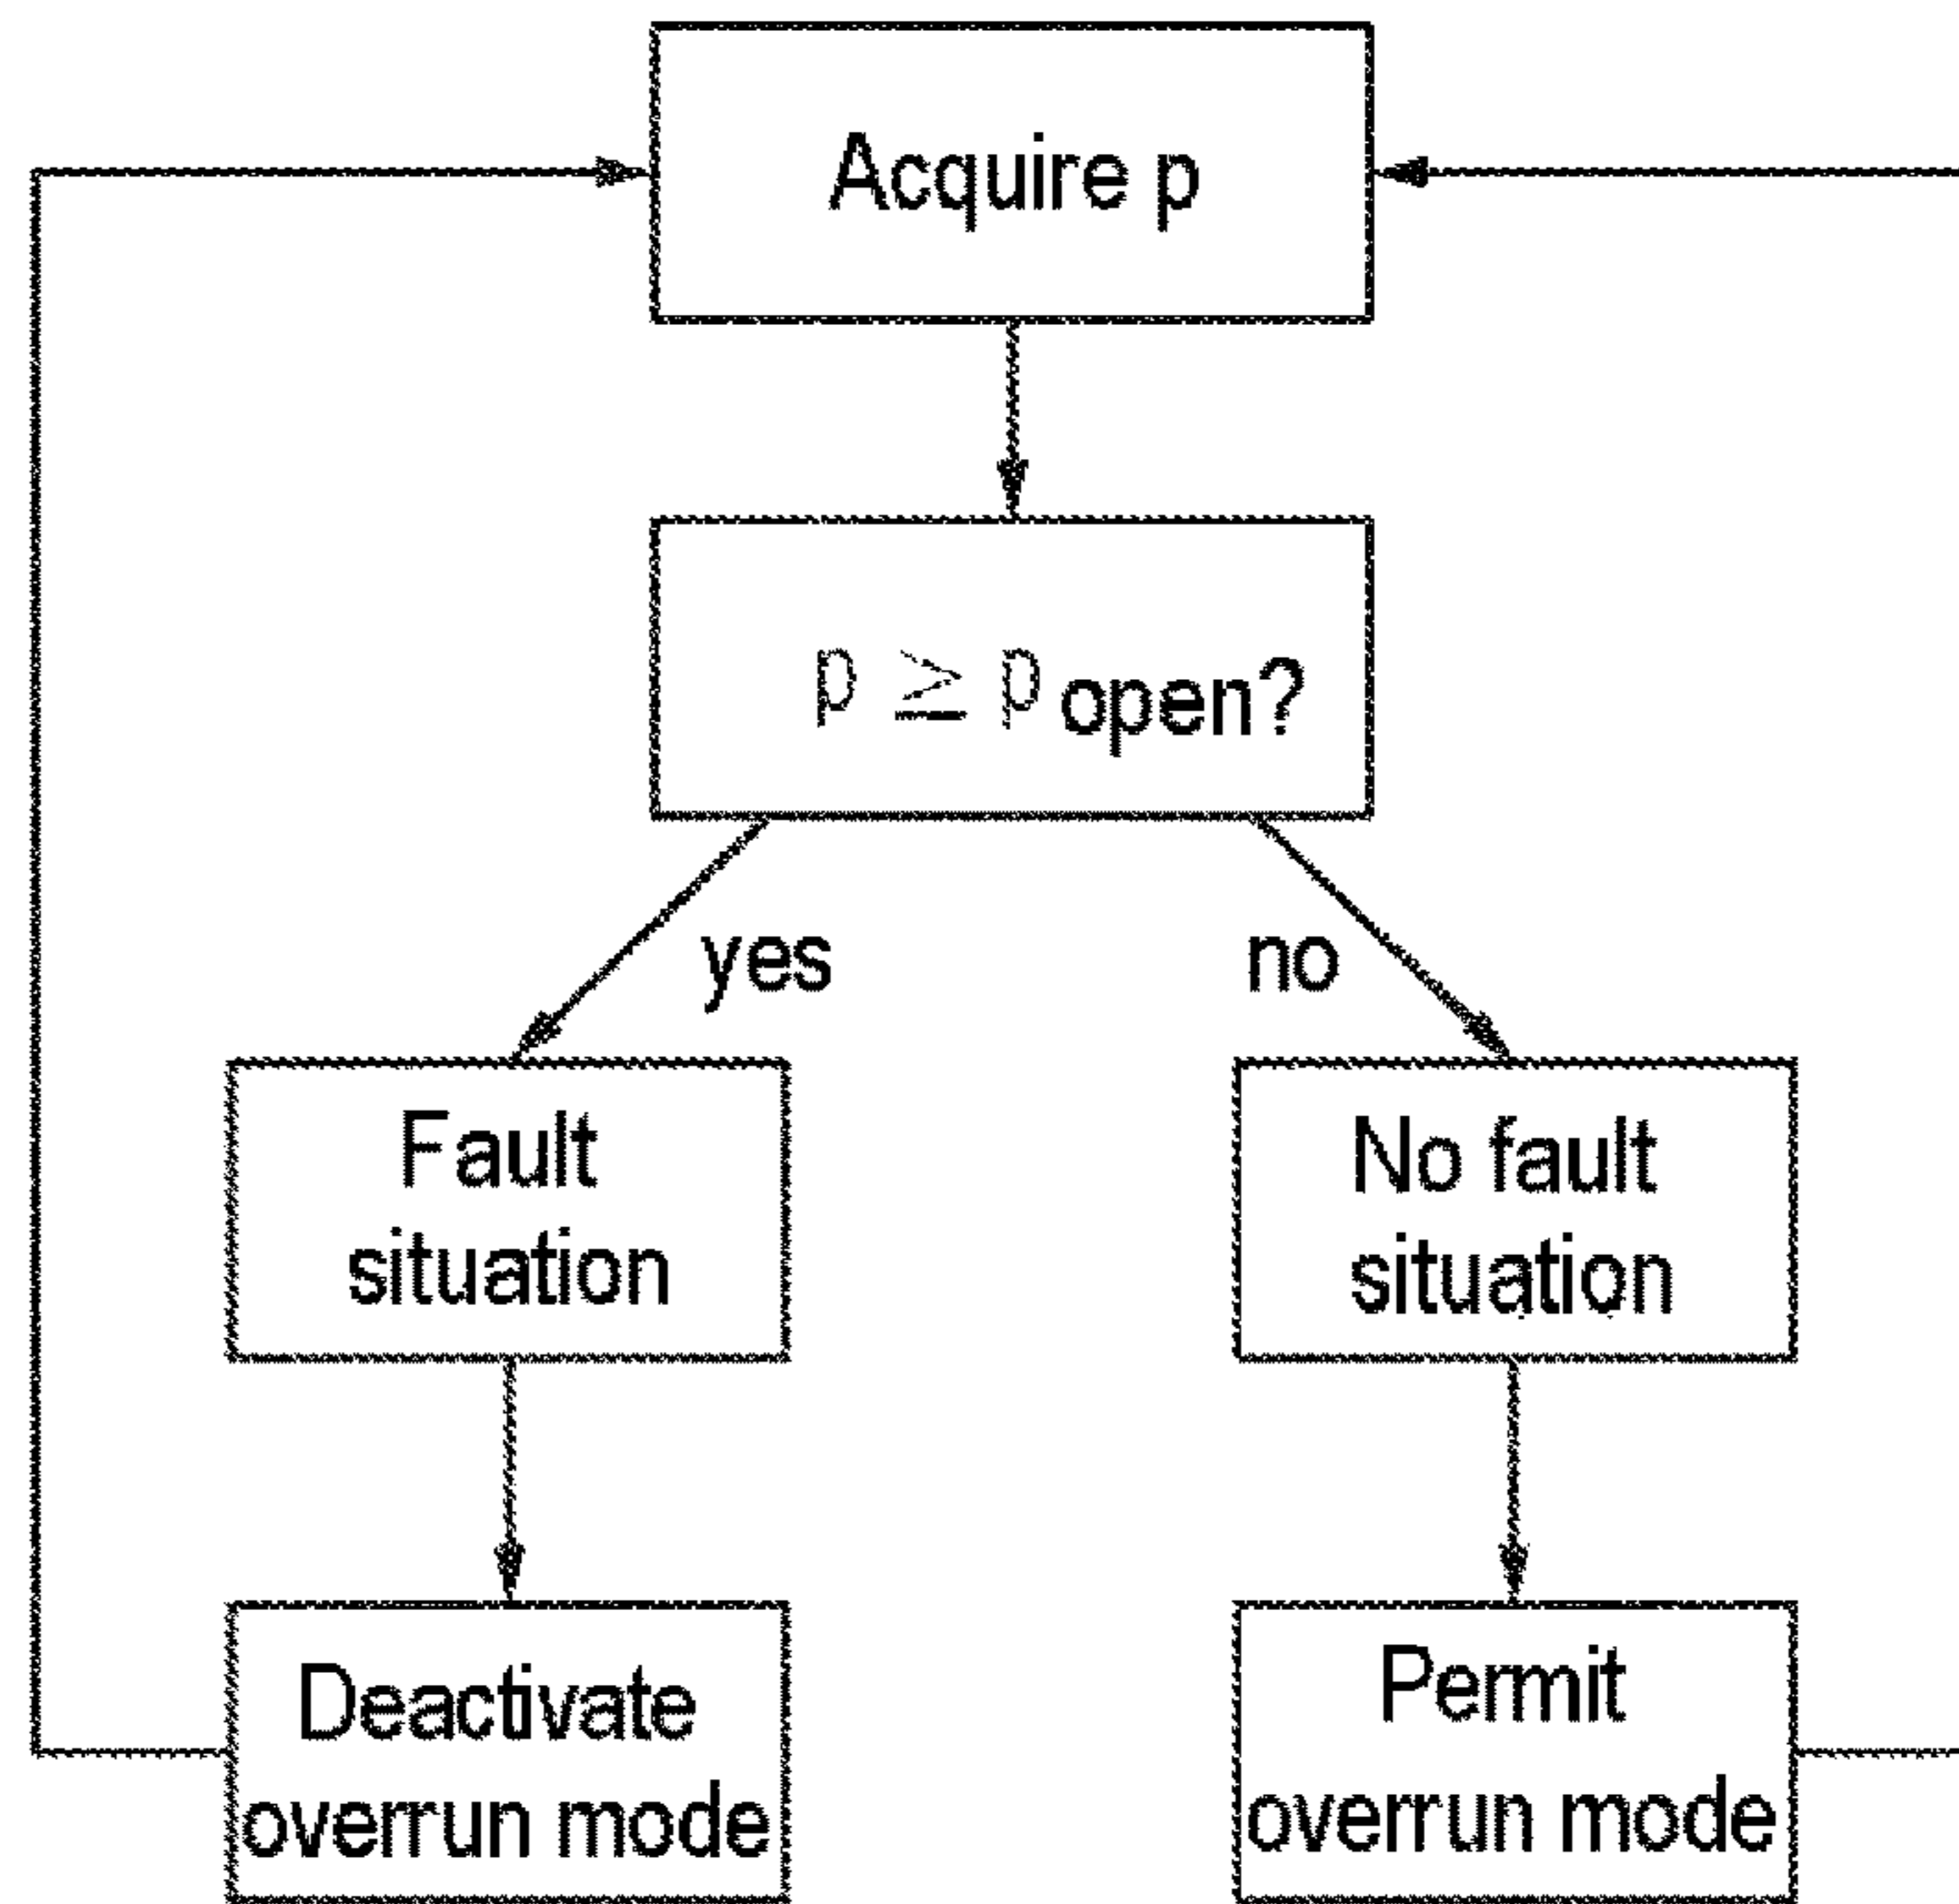 Acquire p
p ≥ p open?
yes
no
Fault
situation
No fault
situation
Deactivate
overrun mode
Permit
overrun mode